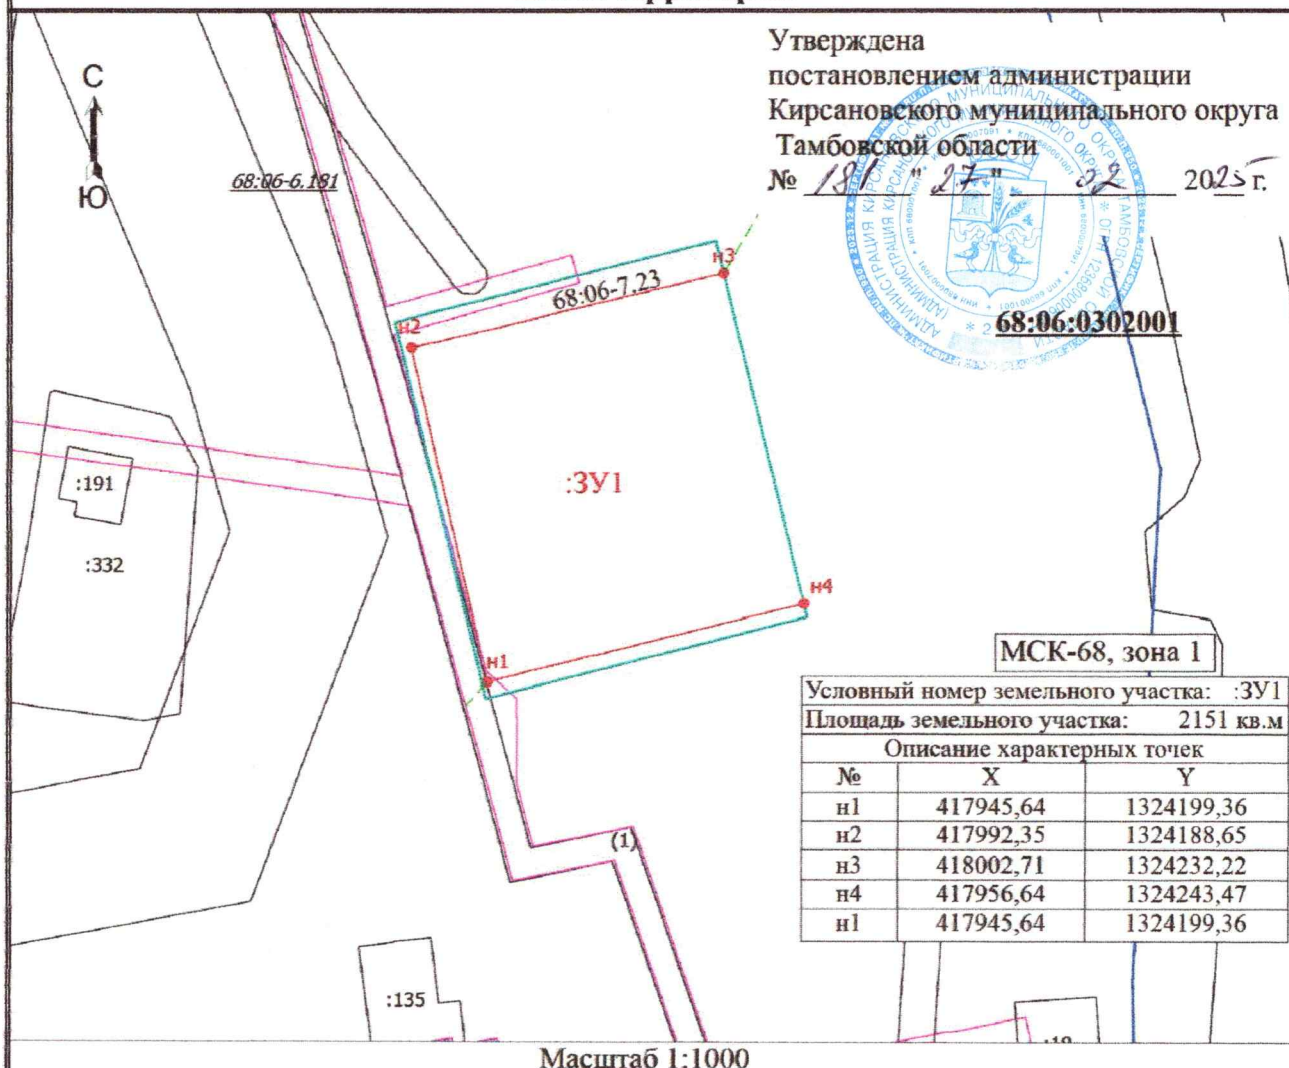 Утверждена
постановлением администрации
Кирсановского муниципального округа
Тамбовской области
№ 181 " 27 " 02 2025 г.
С
Ю
68:06-6.181
н3
68:06-7.23
н2
68:06:0302001
:ЗУ1
:191
:332
н4
н1
МСК-68, зона 1
Условный номер земельного участка: :ЗУ1
Площадь земельного участка: 2151 кв.м
Описание характерных точек
№ X Y
н1 417945,64 1324199,36
н2 417992,35 1324188,65
н3 418002,71 1324232,22
н4 417956,64 1324243,47
н1 417945,64 1324199,36
(1)
:135
Масштаб 1:1000